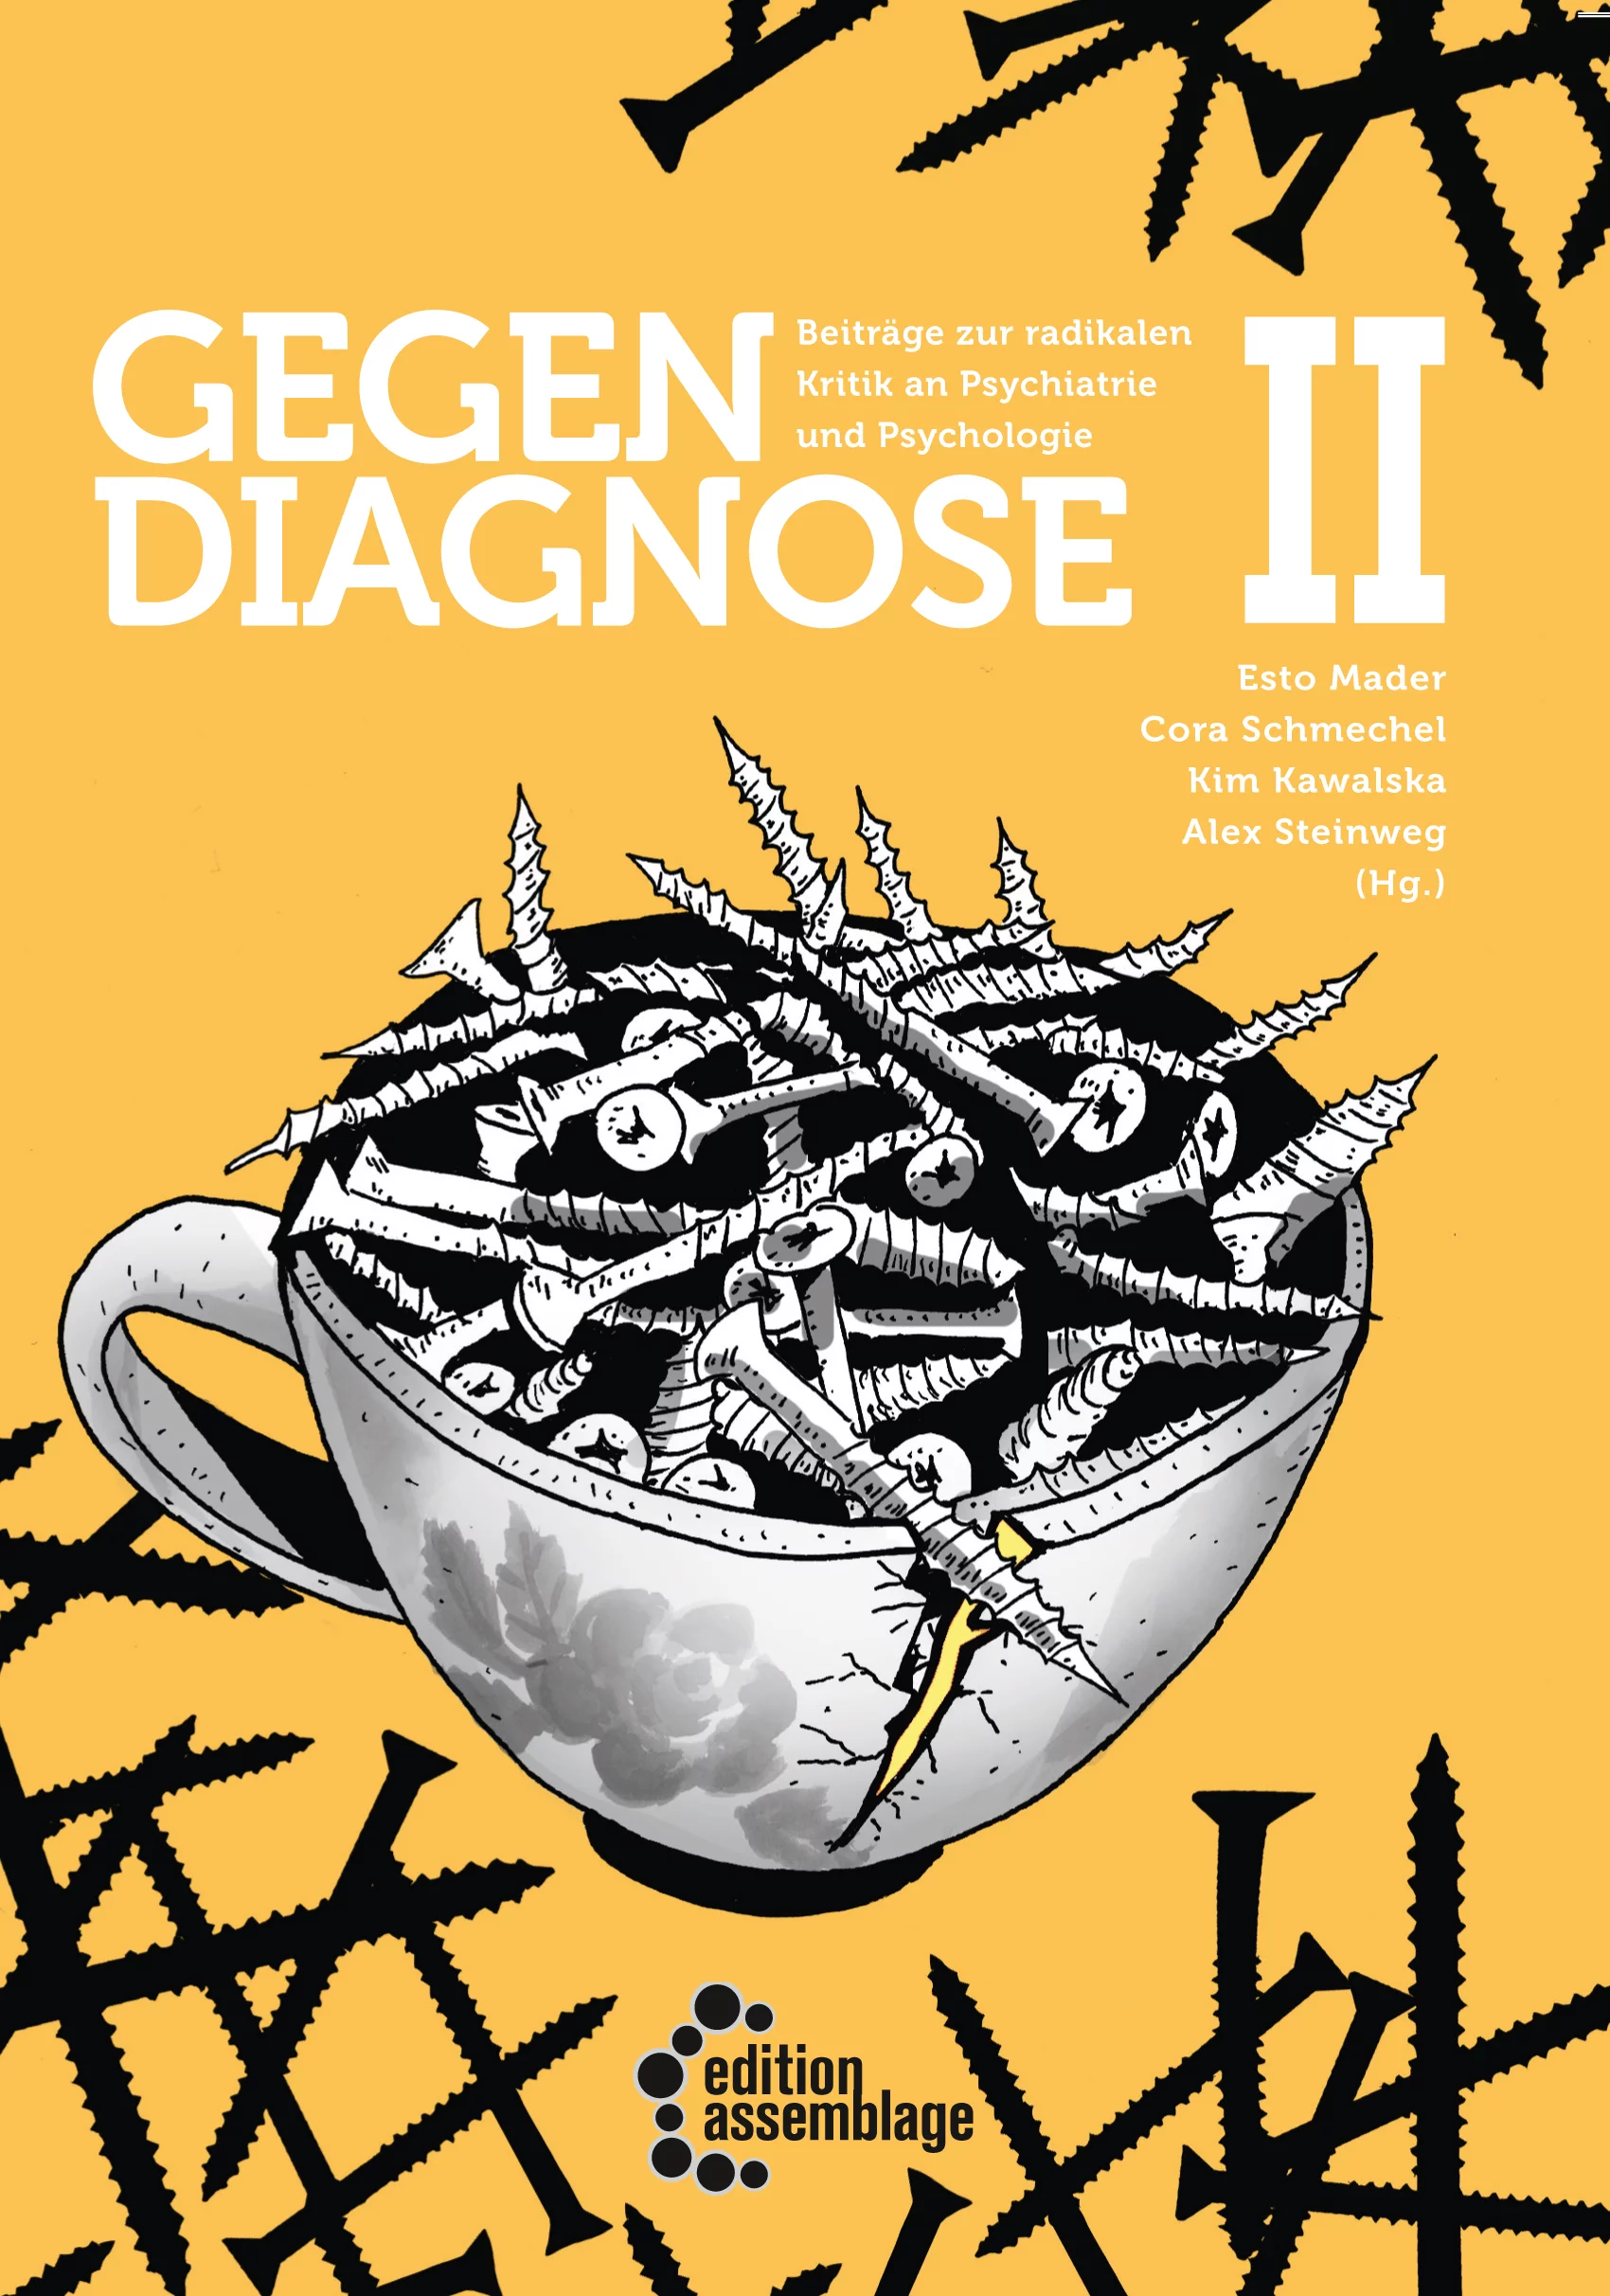 GEGEN
DIAGNOSE
II
Beiträge zur radikalen
Kritik an Psychiatrie
und Psychologie
Esto Mader
Cora Schmechel
Kim Kawalska
Alex Steinweg
(Hg.)
edition
assemblage